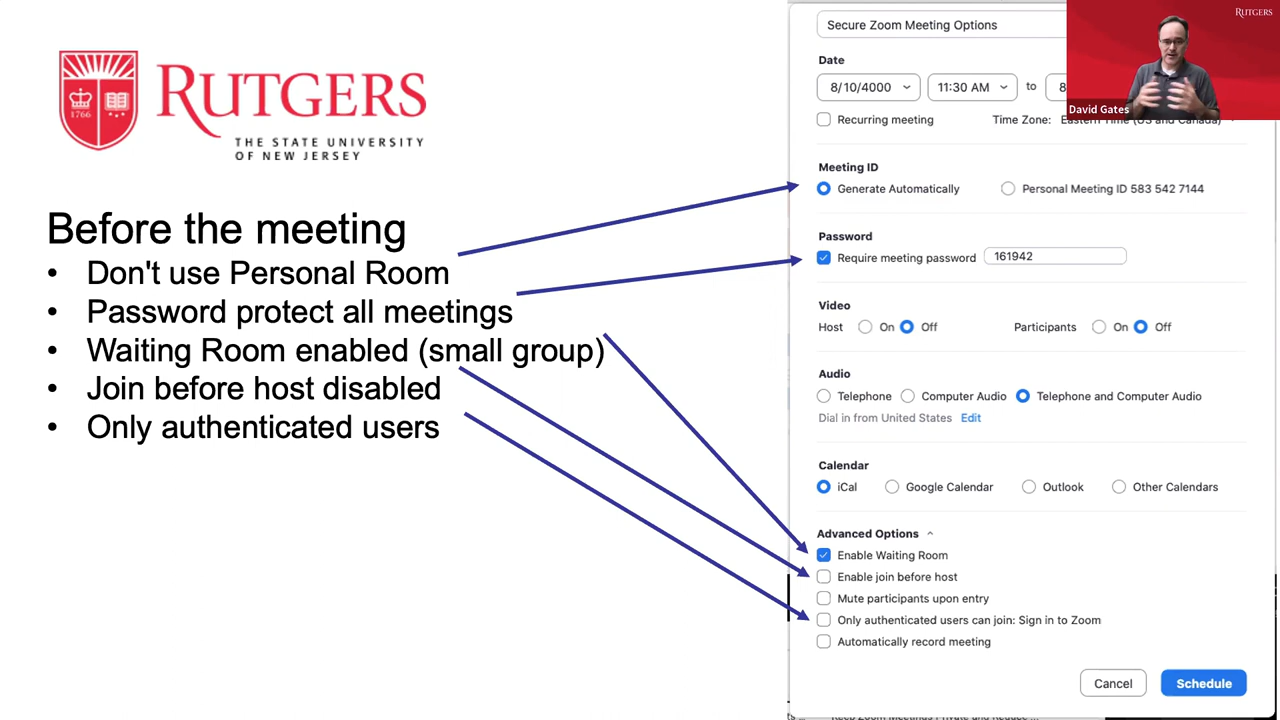 1766
RUTGERS
THE STATE UNIVERSITY
OF NEW JERSEY
Before the meeting
• Don't use Personal Room
• Password protect all meetings
• Waiting Room enabled (small group)
• Join before host disabled
• Only authenticated users
Secure Zoom Meeting Options
Date
8/10/4000 11:30 AM to 8
Recurring meeting Time Zone: Eastern Time (US and Canada)
Meeting ID
Generate Automatically Personal Meeting ID 583 542 7144
Password
Require meeting password 161942
Video
Host On Off Participants On Off
Audio
Telephone Computer Audio Telephone and Computer Audio
Dial in from United States Edit
Calendar
iCal Google Calendar Outlook Other Calendars
Advanced Options
Enable Waiting Room
Enable join before host
Mute participants upon entry
Only authenticated users can join: Sign in to Zoom
Automatically record meeting
Cancel Schedule
RUTGERS
David Gates